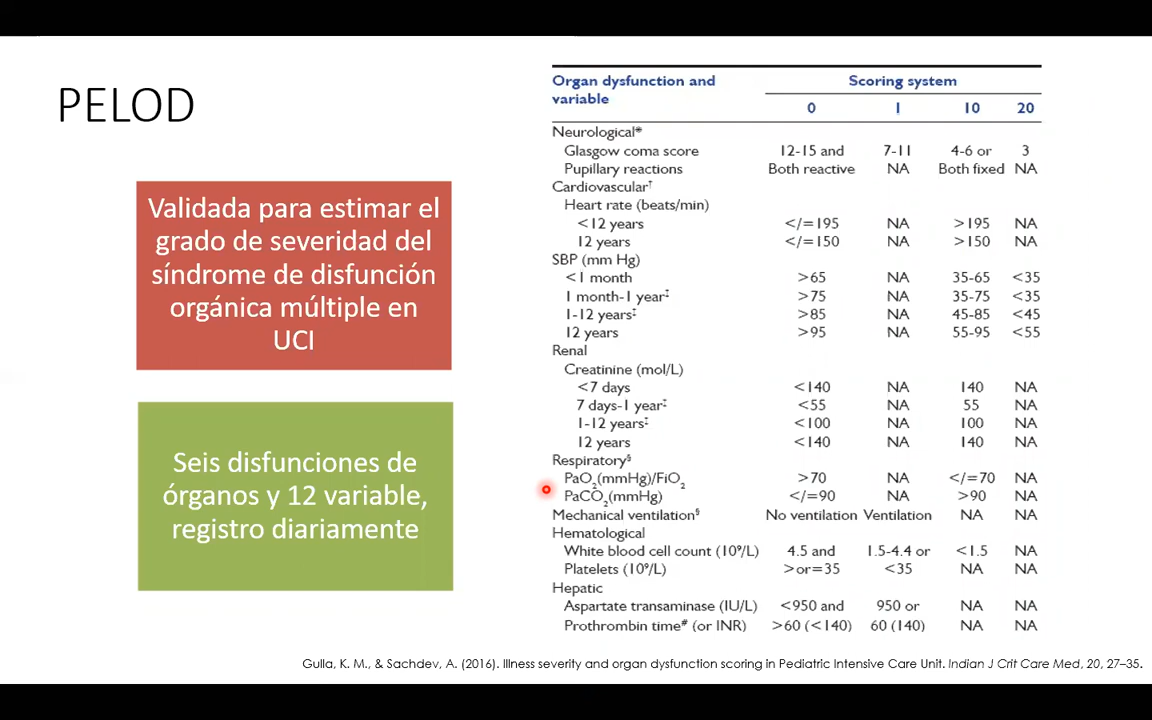 PELOD
Validada para estimar el
grado de severidad del
síndrome de disfunción
orgánica múltiple en
UCI
Seis disfunciones de
órganos y 12 variable,
registro diariamente
Organ dysfunction and variable Scoring system
0 1 10 20
Neurological*
Glasgow coma score 12-15 and 7-11 4-6 or 3
Pupillary reactions Both reactive NA Both fixed NA
Cardiovascular†
Heart rate (beats/min)
<12 years </=195 NA >195 NA
12 years </=150 NA >150 NA
SBP (mm Hg)
<1 month >65 NA 35-65 <35
1 month-1 year‡ >75 NA 35-75 <35
1-12 years‡ >85 NA 45-85 <45
12 years >95 NA 55-95 <55
Renal
Creatinine (mol/L)
<7 days <140 NA 140 NA
7 days-1 year‡ <55 NA 55 NA
1-12 years‡ <100 NA 100 NA
12 years <140 NA 140 NA
Respiratory§
PaO₂(mmHg)/FiO₂ >70 NA </=70 NA
PaCO₂(mmHg) </=90 NA >90 NA
Mechanical ventilation§ No ventilation Ventilation NA NA
Hematological
White blood cell count (10⁹/L) 4.5 and 1.5-4.4 or <1.5 NA
Platelets (10⁹/L) >or=35 <35 NA NA
Hepatic
Aspartate transaminase (IU/L) <950 and 950 or NA NA
Prothrombin time# (or INR) >60 (<140) 60 (140) NA NA
Gulla, K. M., & Sachdev, A. (2016). Illness severity and organ dysfunction scoring in Pediatric Intensive Care Unit. Indian J Crit Care Med, 20, 27–35.